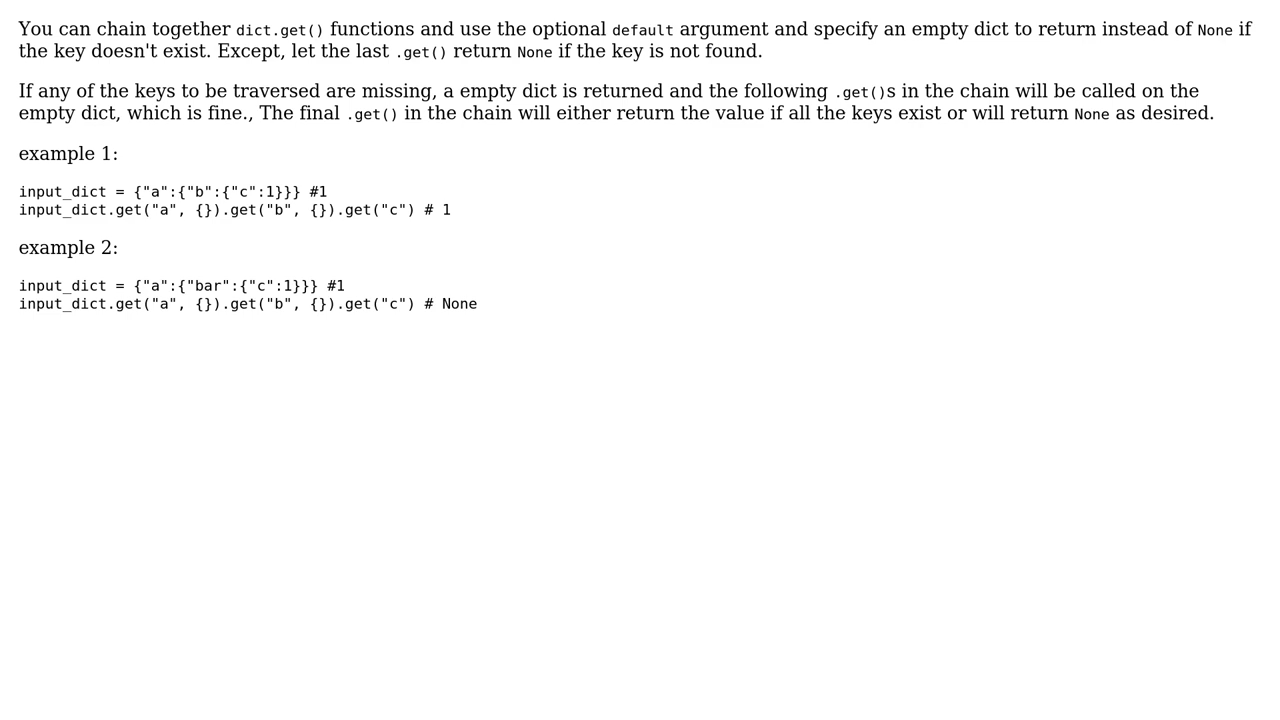 You can chain together dict.get() functions and use the optional default argument and specify an empty dict to return instead of None if
the key doesn't exist. Except, let the last .get() return None if the key is not found.
If any of the keys to be traversed are missing, a empty dict is returned and the following .get()s in the chain will be called on the
empty dict, which is fine., The final .get() in the chain will either return the value if all the keys exist or will return None as desired.
example 1:
input_dict = {"a":{"b":{"c":1}}} #1
input_dict.get("a", {}).get("b", {}).get("c") # 1
example 2:
input_dict = {"a":{"bar":{"c":1}}} #1
input_dict.get("a", {}).get("b", {}).get("c") # None